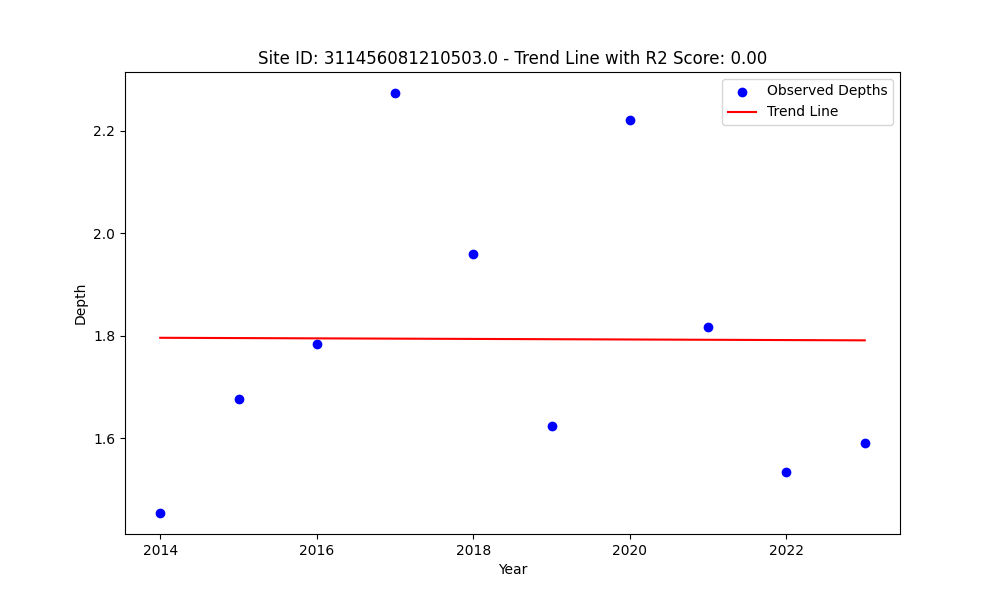 Site ID: 311456081210503.0 - Trend Line with R2 Score: 0.00
Observed Depths
Trend Line
2.2
2.0
1.8
1.6
Depth
2014
2016
2018
2020
2022
Year